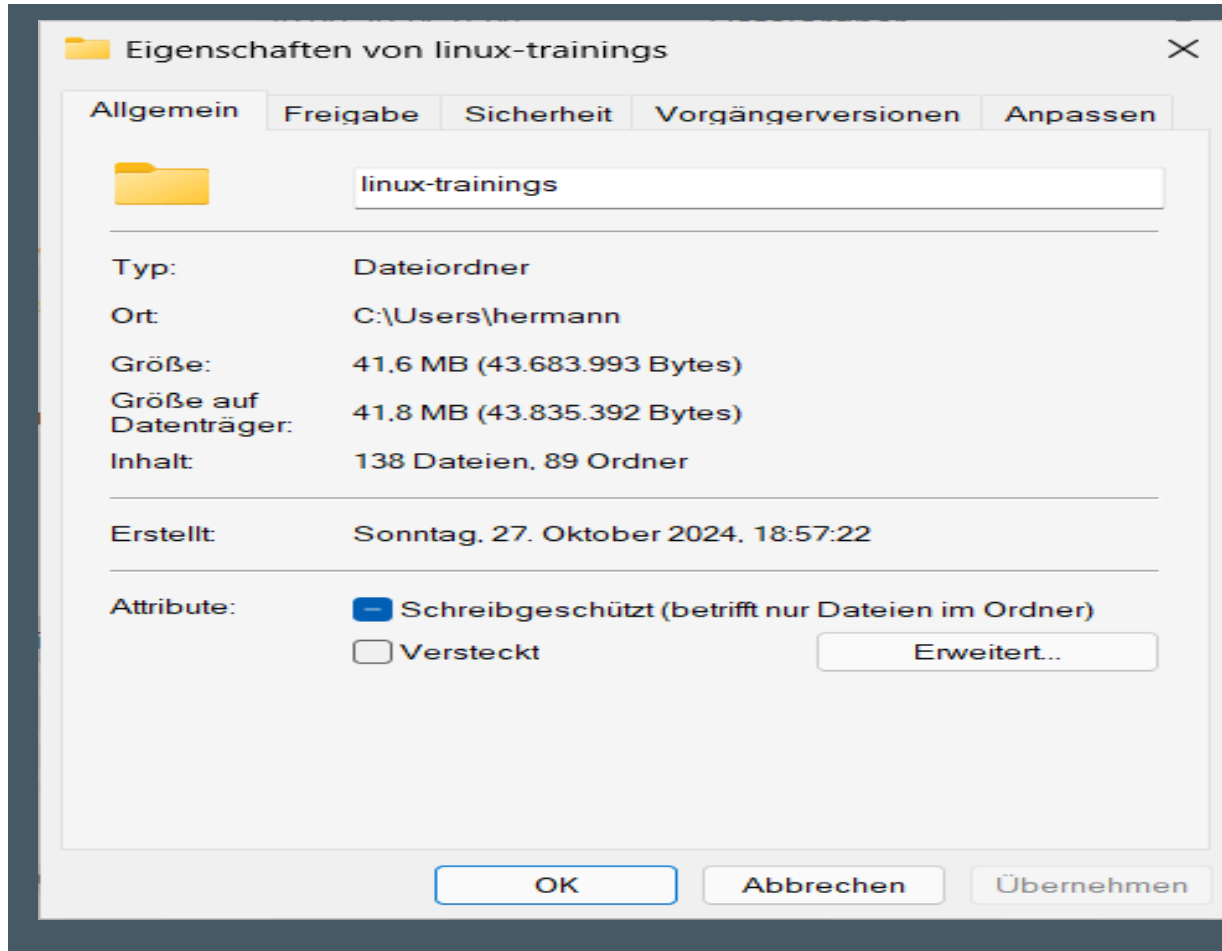 Eigenschaften von linux-trainings
Allgemein Freigabe Sicherheit Vorgängerversionen Anpassen
linux-trainings
Typ: Dateiordner
Ort: C:\Users\hermann
Größe: 41,6 MB (43.683.993 Bytes)
Größe auf
Datenträger: 41,8 MB (43.835.392 Bytes)
Inhalt: 138 Dateien, 89 Ordner
Erstellt: Sonntag, 27. Oktober 2024, 18:57:22
Attribute: Schreibgeschützt (betrifft nur Dateien im Ordner)
Versteckt Erweitert...
OK Abbrechen Übernehmen